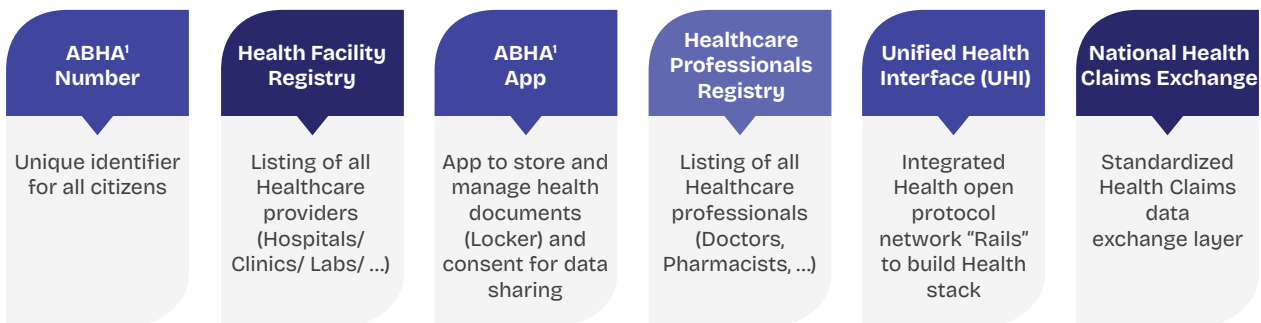 ABHA¹
Number
Unique identifier
for all citizens
Health Facility
Registry
Listing of all
Healthcare
providers
(Hospitals/
Clinics/ Labs/ ...)
ABHA¹
App
App to store and
manage health
documents
(Locker) and
consent for data
sharing
Healthcare
Professionals
Registry
Listing of all
Healthcare
professionals
(Doctors,
Pharmacists, ...)
Unified Health
Interface (UHI)
Integrated
Health open
protocol
network “Rails”
to build Health
stack
National Health
Claims Exchange
Standardized
Health Claims
data
exchange layer